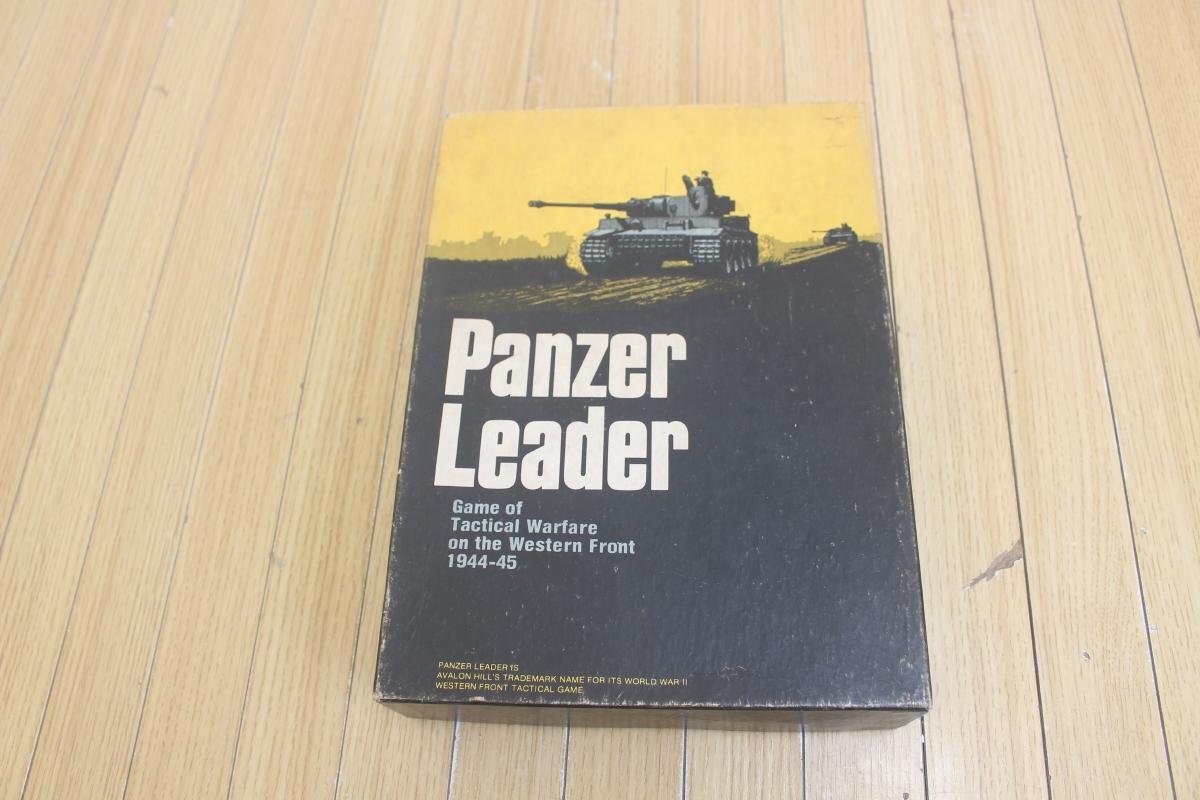 Panzer
Leader
Game of
Tactical Warfare
on the Western Front
1944-45
PANZER LEADER IS
AVALON HILL'S TRADEMARK NAME FOR ITS WORLD WAR II
WESTERN FRONT TACTICAL GAME